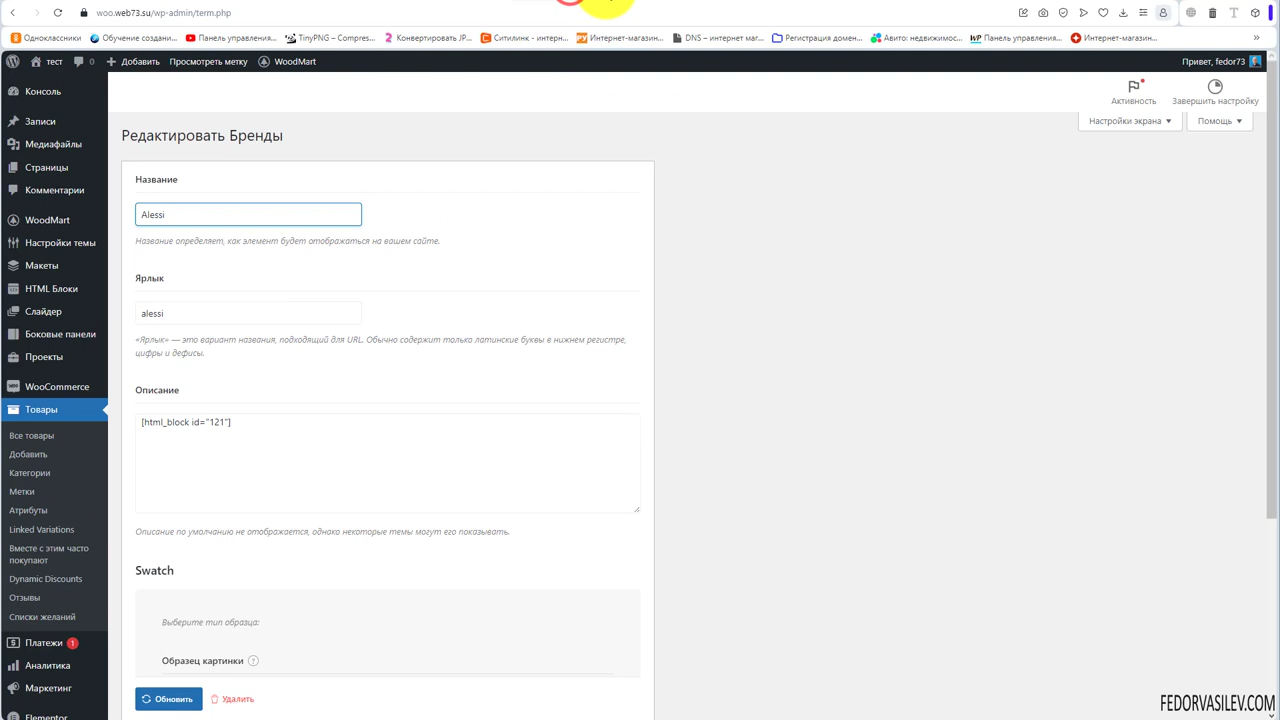 woo.web73.su/wp-admin/term.php
Одноклассники
Обучение создани...
Панель управления...
TinyPNG – Compres...
Конвертировать JP...
Ситилинк - интерн...
Интернет-магазин...
DNS – интернет маг...
Регистрация домен...
Авито: недвижимос...
Панель управления...
Интернет-магазин...
»
тест
0
Добавить
Просмотреть метку
WoodMart
Привет, fedor73
Консоль
Записи
Медиафайлы
Страницы
Комментарии
WoodMart
Настройки темы
Макеты
HTML Блоки
Слайдер
Боковые панели
Проекты
WooCommerce
Товары
Все товары
Добавить
Категории
Метки
Атрибуты
Linked Variations
Вместе с этим часто
покупают
Dynamic Discounts
Отзывы
Списки желаний
Платежи 1
Аналитика
Маркетинг
Elementor
Активность
Завершить настройку
Настройки экрана
Помощь
Редактировать Бренды
Название
Alessi
Название определяет, как элемент будет отображаться на вашем сайте.
Ярлык
alessi
«Ярлык» — это вариант названия, подходящий для URL. Обычно содержит только латинские буквы в нижнем регистре,
цифры и дефисы.
Описание
[html_block id="121"]
Описание по умолчанию не отображается, однако некоторые темы могут его показывать.
Swatch
Выберите тип образца:
Образец картинки ?
Обновить
Удалить
FEDORVASILEV.COM